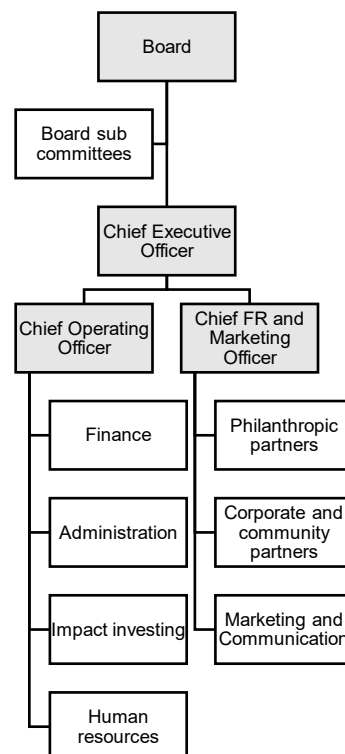 Board
Board sub
committees
Chief Executive
Officer
Chief Operating
Officer
Chief FR and
Marketing
Officer
Finance
Philanthropic
partners
Administration
Corporate and
community
partners
Impact investing
Marketing and
Communication
Human
resources